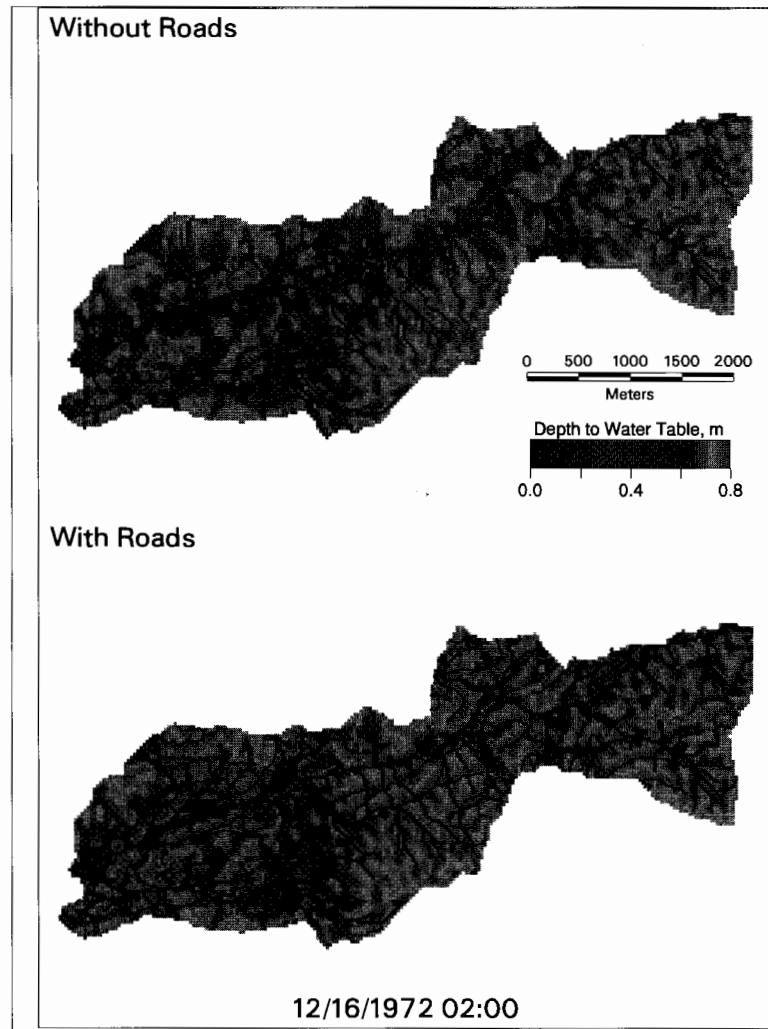 Without Roads
0 500 1000 1500 2000
Meters
Depth to Water Table, m
0.0 0.4 0.8
With Roads
12/16/1972 02:00